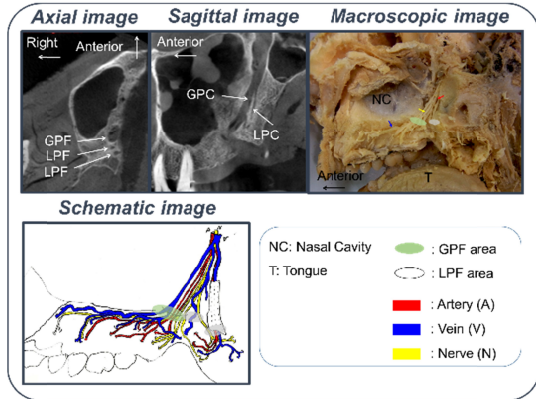 Axial image
Sagittal image
Macroscopic image
Right
Anterior
GPF
LPF
LPF
Anterior
GPC
LPC
NC
T
Anterior
Schematic image
NC: Nasal Cavity
T: Tongue
: GPF area
: LPF area
: Artery (A)
: Vein (V)
: Nerve (N)